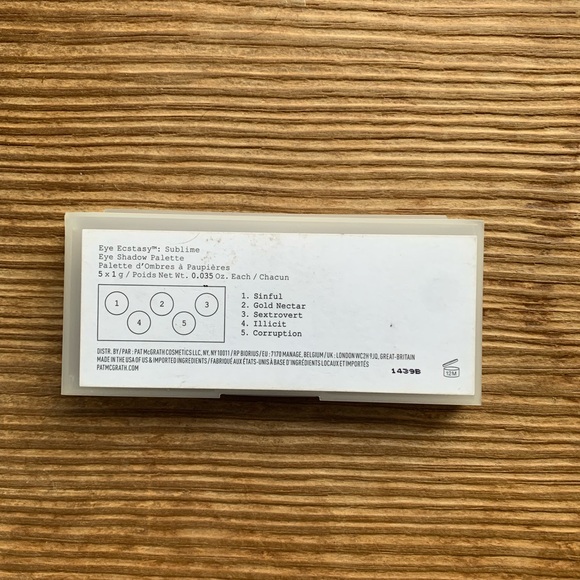 Eye Ecstasy™: Sublime
Eye Shadow Palette
Palette d'Ombres à Paupières
5 x 1 g / Poids Net Wt. 0.035 Oz. Each / Chacun
1 2 3
4 5
1. Sinful
2. Gold Nectar
3. Sextrovert
4. Illicit
5. Corruption
DISTR. BY/PAR : PAT McGRATH COSMETICS LLC, NY, NY 10011 / RP BIORIUS/EU : 7170 MANAGE, BELGIUM/UK : LONDON WC2H 9JQ, GREAT-BRITAIN
MADE IN THE USA OF US & IMPORTED INGREDIENTS / FABRIQUÉ AUX ÉTATS-UNIS À BASE D'INGRÉDIENTS LOCAUX ET IMPORTÉS
PATMCGRATH.COM
1439B
12M